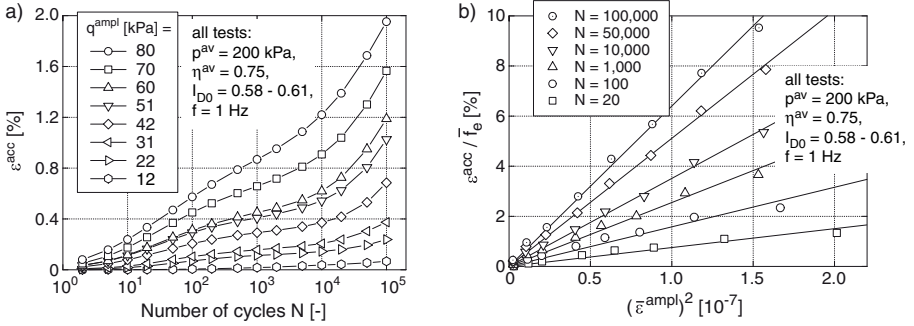 a)
q^ampl [kPa] =
80
70
60
51
42
31
22
12
all tests:
p^av = 200 kPa,
η^av = 0.75,
I_D0 = 0.58 - 0.61,
f = 1 Hz
ε^acc [%]
2.0
1.6
1.2
0.8
0.4
0
10^0 10^1 10^2 10^3 10^4 10^5
Number of cycles N [-]
b)
N = 100,000
N = 50,000
N = 10,000
N = 1,000
N = 100
N = 20
all tests:
p^av = 200 kPa,
η^av = 0.75,
I_D0 = 0.58 - 0.61,
f = 1 Hz
ε^acc / f̄_e [%]
10
8
6
4
2
0
0 0.5 1.0 1.5 2.0
(ε̄^ampl)^2 [10^-7]